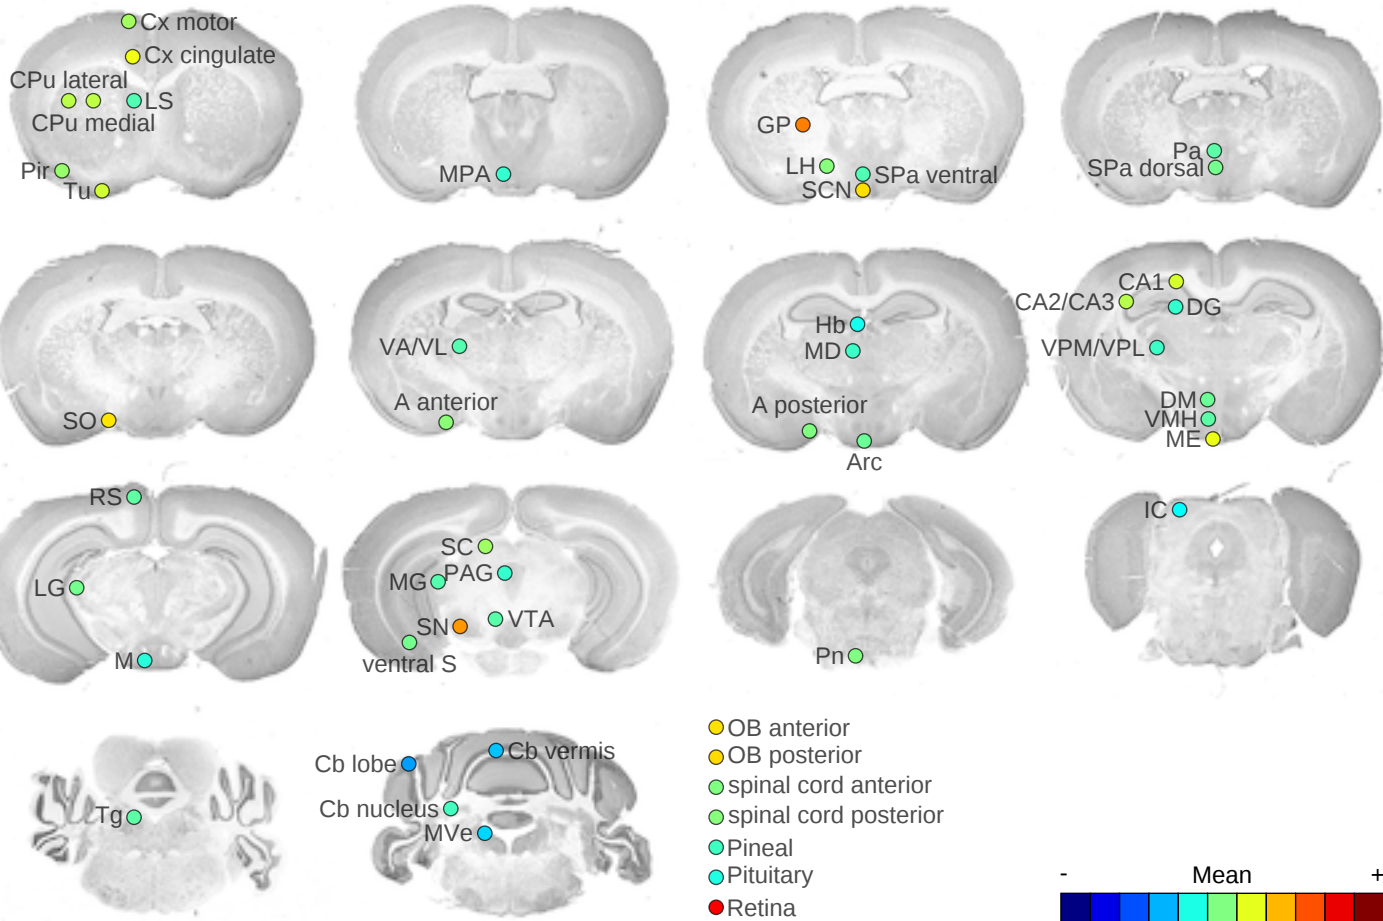 Cx motor
Cx cingulate
CPu lateral
LS
CPu medial
Pir
Tu
MPA
GP
LH
SPa ventral
SCN
Pa
SPa dorsal
SO
VA/VL
A anterior
Hb
MD
A posterior
Arc
CA1
CA2/CA3
DG
VPM/VPL
DM
VMH
ME
RS
LG
M
SC
MG
PAG
SN
VTA
ventral S
Pn
IC
Tg
Cb lobe
Cb vermis
Cb nucleus
MVe
OB anterior
OB posterior
spinal cord anterior
spinal cord posterior
Pineal
Pituitary
Retina
- Mean +